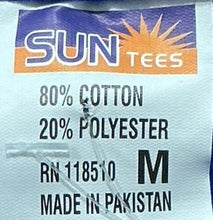 SUN TEES
80% COTTON
20% POLYESTER
RN 118510 M
MADE IN PAKISTAN